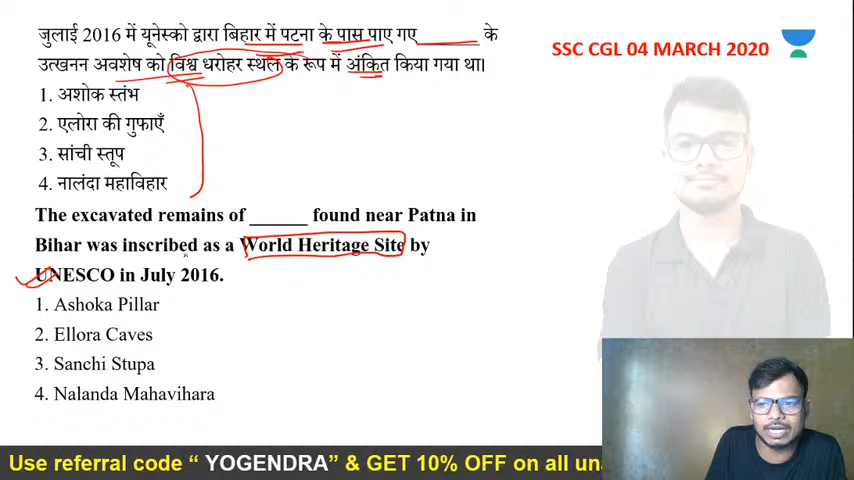 जुलाई 2016 में यूनेस्को द्वारा बिहार में पटना के पास पाए गए______ के
उत्खनन अवशेष को विश्व धरोहर स्थल के रूप में अंकित किया गया था।
1. अशोक स्तंभ
2. एलोरा की गुफाएँ
3. सांची स्तूप
4. नालंदा महाविहार
The excavated remains of ______ found near Patna in
Bihar was inscribed as a World Heritage Site by
UNESCO in July 2016.
1. Ashoka Pillar
2. Ellora Caves
3. Sanchi Stupa
4. Nalanda Mahavihara
SSC CGL 04 MARCH 2020
Use referral code “ YOGENDRA” & GET 10% OFF on all